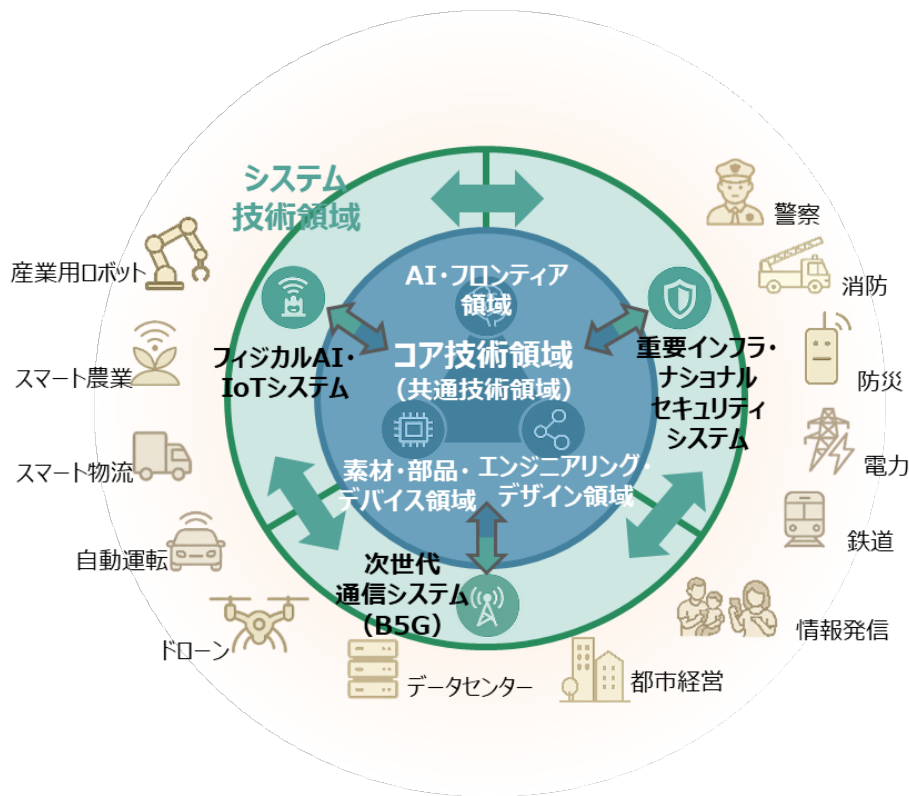 システム
技術領域
AI・フロンティア
領域
コア技術領域
（共通技術領域）
素材・部品・
デバイス領域
エンジニアリング・
デザイン領域
フィジカルAI・
IoTシステム
重要インフラ・
ナショナル
セキュリティ
システム
次世代
通信システム
（B5G）
産業用ロボット
スマート農業
スマート物流
自動運転
ドローン
データセンター
都市経営
情報発信
鉄道
電力
防災
消防
警察